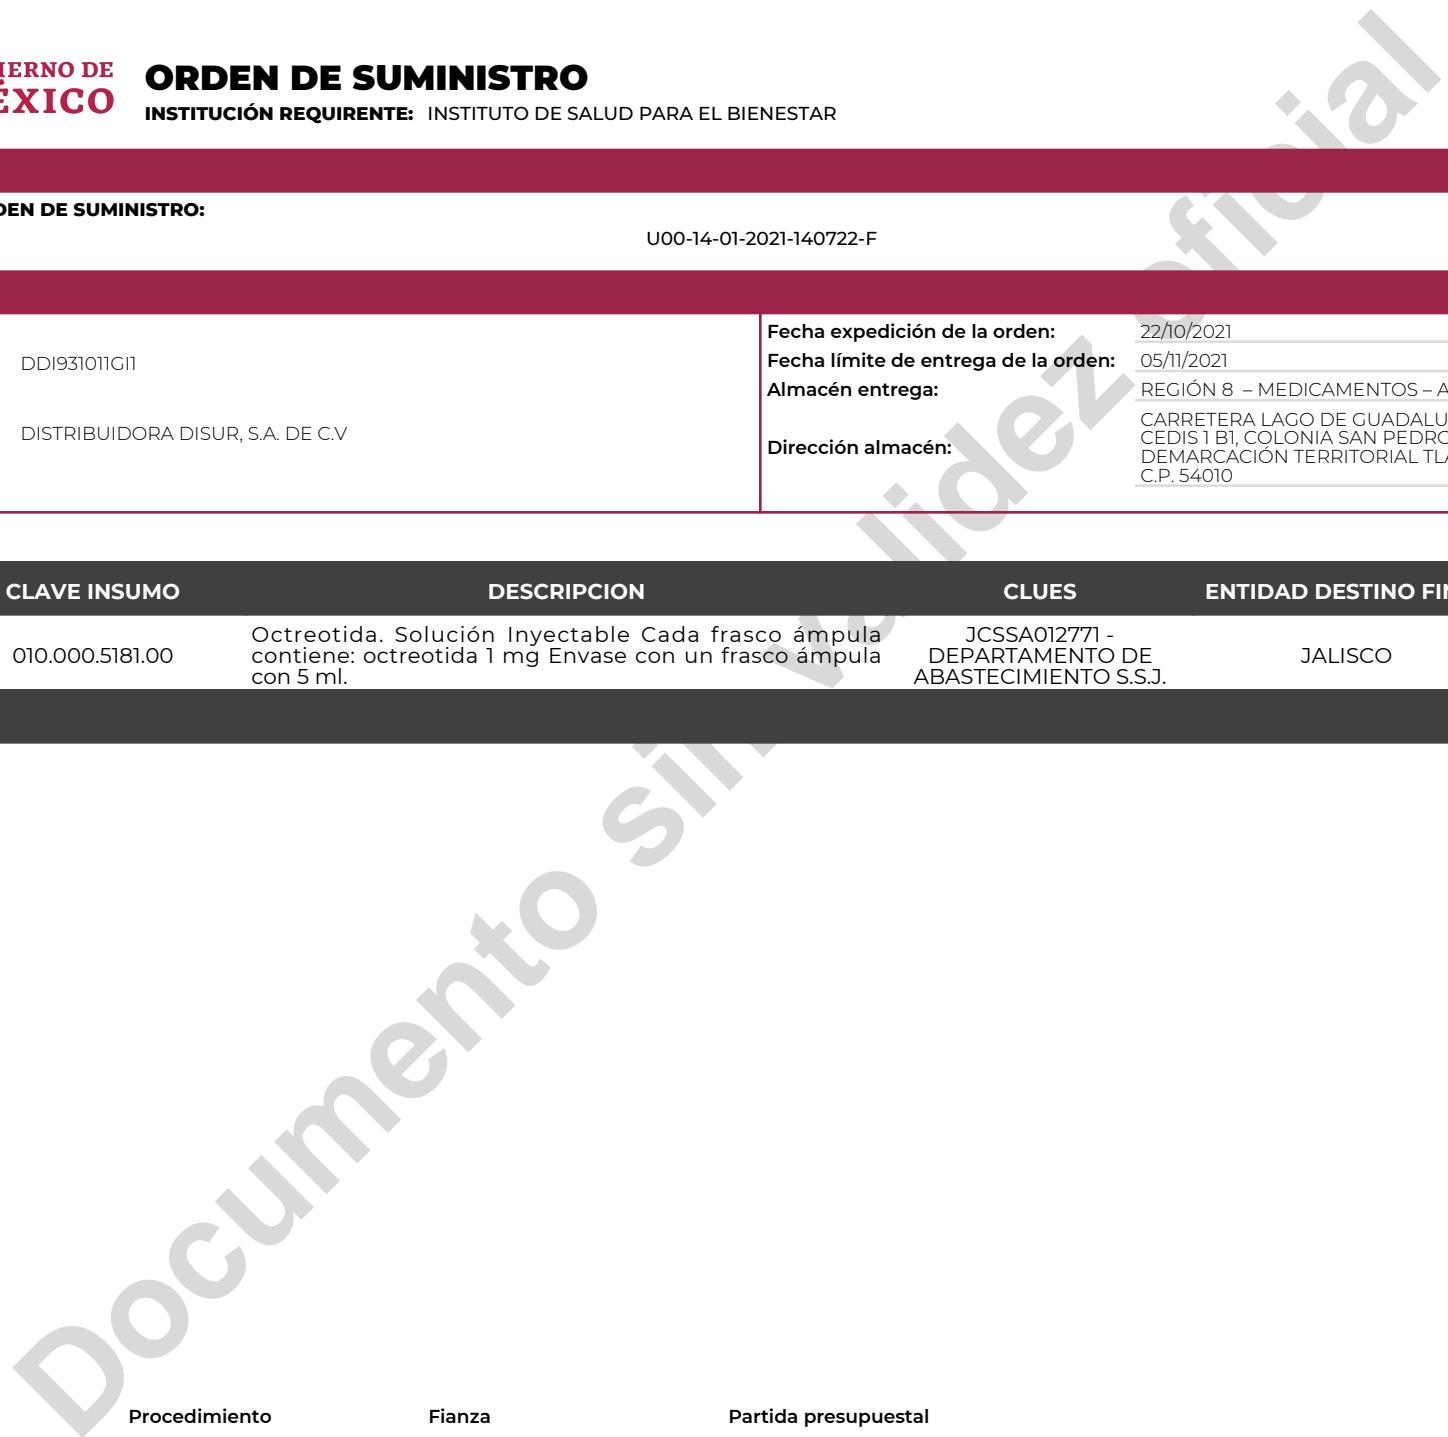 IERNO DE
ÉXICO
ORDEN DE SUMINISTRO
INSTITUCIÓN REQUIRENTE: INSTITUTO DE SALUD PARA EL BIENESTAR
DEN DE SUMINISTRO:
U00-14-01-2021-140722-F
DDI931011GI1
DISTRIBUIDORA DISUR, S.A. DE C.V
Fecha expedición de la orden: 22/10/2021
Fecha límite de entrega de la orden: 05/11/2021
Almacén entrega: REGIÓN 8 – MEDICAMENTOS – A
Dirección almacén:
CARRETERA LAGO DE GUADALU
CEDIS 1 B1, COLONIA SAN PEDRO
DEMARCACIÓN TERRITORIAL TLA
C.P. 54010
CLAVE INSUMO DESCRIPCION CLUES ENTIDAD DESTINO FIN
010.000.5181.00
Octreotida. Solución Inyectable Cada frasco ámpula
contiene: octreotida 1 mg Envase con un frasco ámpula
con 5 ml.
JCSSA012771 -
DEPARTAMENTO DE
ABASTECIMIENTO S.S.J.
JALISCO
Documento sin validez oficial
Procedimiento Fianza Partida presupuestal